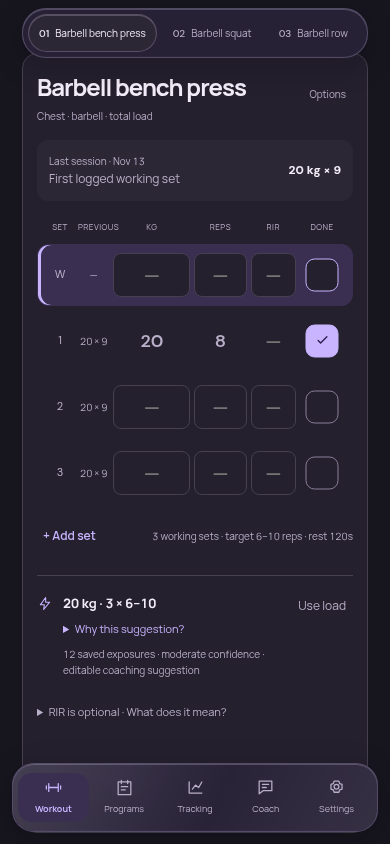 01 Barbell bench press 02 Barbell squat 03 Barbell row
Barbell bench press
Options
Chest · barbell · total load
Last session · Nov 13
First logged working set
20 kg × 9
SET PREVIOUS KG REPS RIR DONE
W — — — —
1 20 × 9 20 8 —
2 20 × 9 — — —
3 20 × 9 — — —
+ Add set
3 working sets · target 6–10 reps · rest 120s
20 kg · 3 × 6–10
Use load
▶ Why this suggestion?
12 saved exposures · moderate confidence ·
editable coaching suggestion
▶ RIR is optional · What does it mean?
Workout Programs Tracking Coach Settings